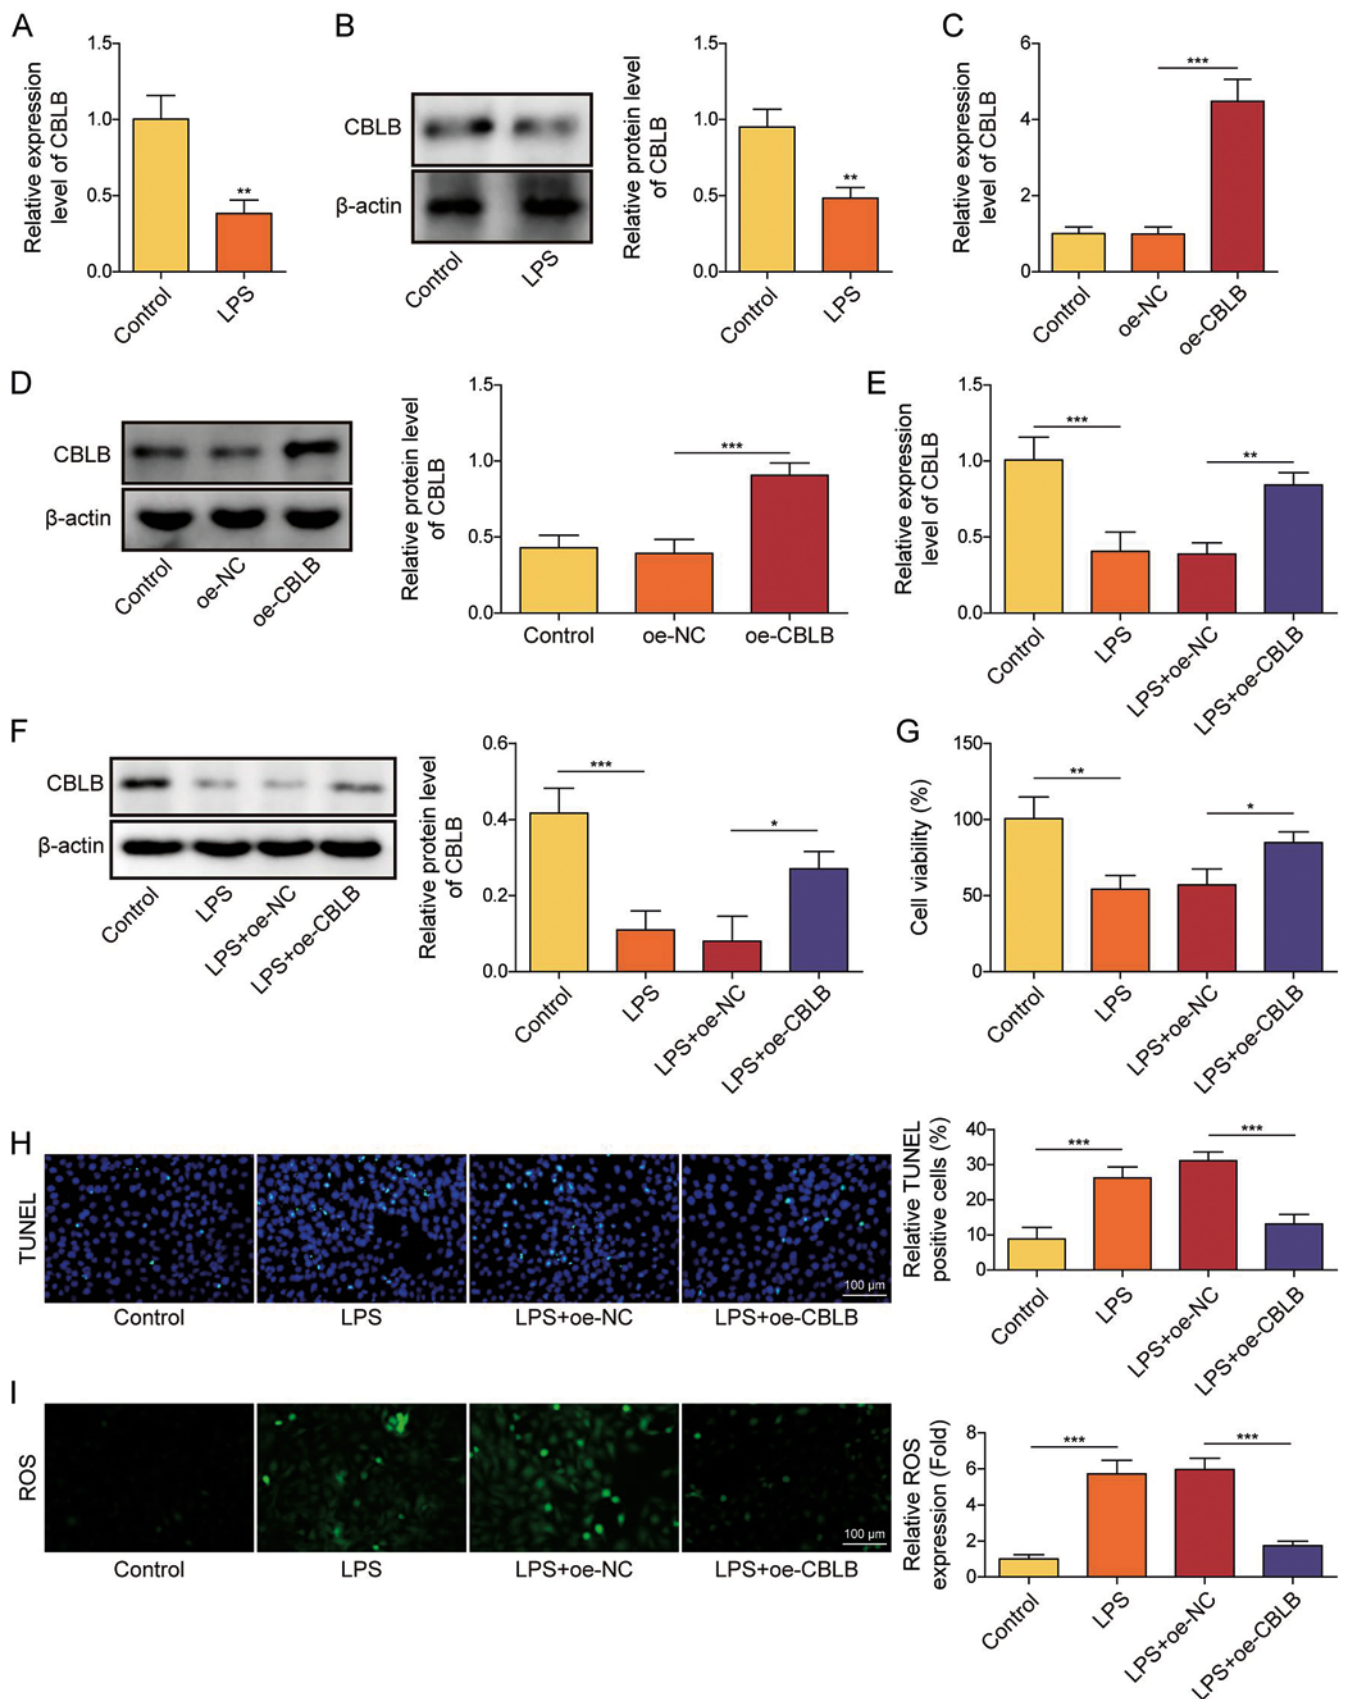 A
Relative expression
level of CBLB
1.5
1.0
0.5
0.0
**
Control
LPS
B
CBLB
β-actin
Control
LPS
Relative protein level
of CBLB
1.5
1.0
0.5
0.0
**
Control
LPS
C
Relative expression
level of CBLB
6
4
2
0
***
Control
oe-NC
oe-CBLB
D
CBLB
β-actin
Control
oe-NC
oe-CBLB
Relative protein level
of CBLB
1.5
1.0
0.5
0.0
***
Control
oe-NC
oe-CBLB
E
Relative expression
level of CBLB
1.5
1.0
0.5
0.0
***
**
Control
LPS
LPS+oe-NC
LPS+oe-CBLB
F
CBLB
β-actin
Control
LPS
LPS+oe-NC
LPS+oe-CBLB
Relative protein level
of CBLB
0.6
0.4
0.2
0.0
***
*
Control
LPS
LPS+oe-NC
LPS+oe-CBLB
G
Cell viability (%)
150
100
50
0
**
*
Control
LPS
LPS+oe-NC
LPS+oe-CBLB
H
TUNEL
100 μm
Control
LPS
LPS+oe-NC
LPS+oe-CBLB
Relative TUNEL
positive cells (%)
40
30
20
10
0
***
***
Control
LPS
LPS+oe-NC
LPS+oe-CBLB
I
ROS
100 μm
Control
LPS
LPS+oe-NC
LPS+oe-CBLB
Relative ROS
expression (Fold)
8
6
4
2
0
***
***
Control
LPS
LPS+oe-NC
LPS+oe-CBLB